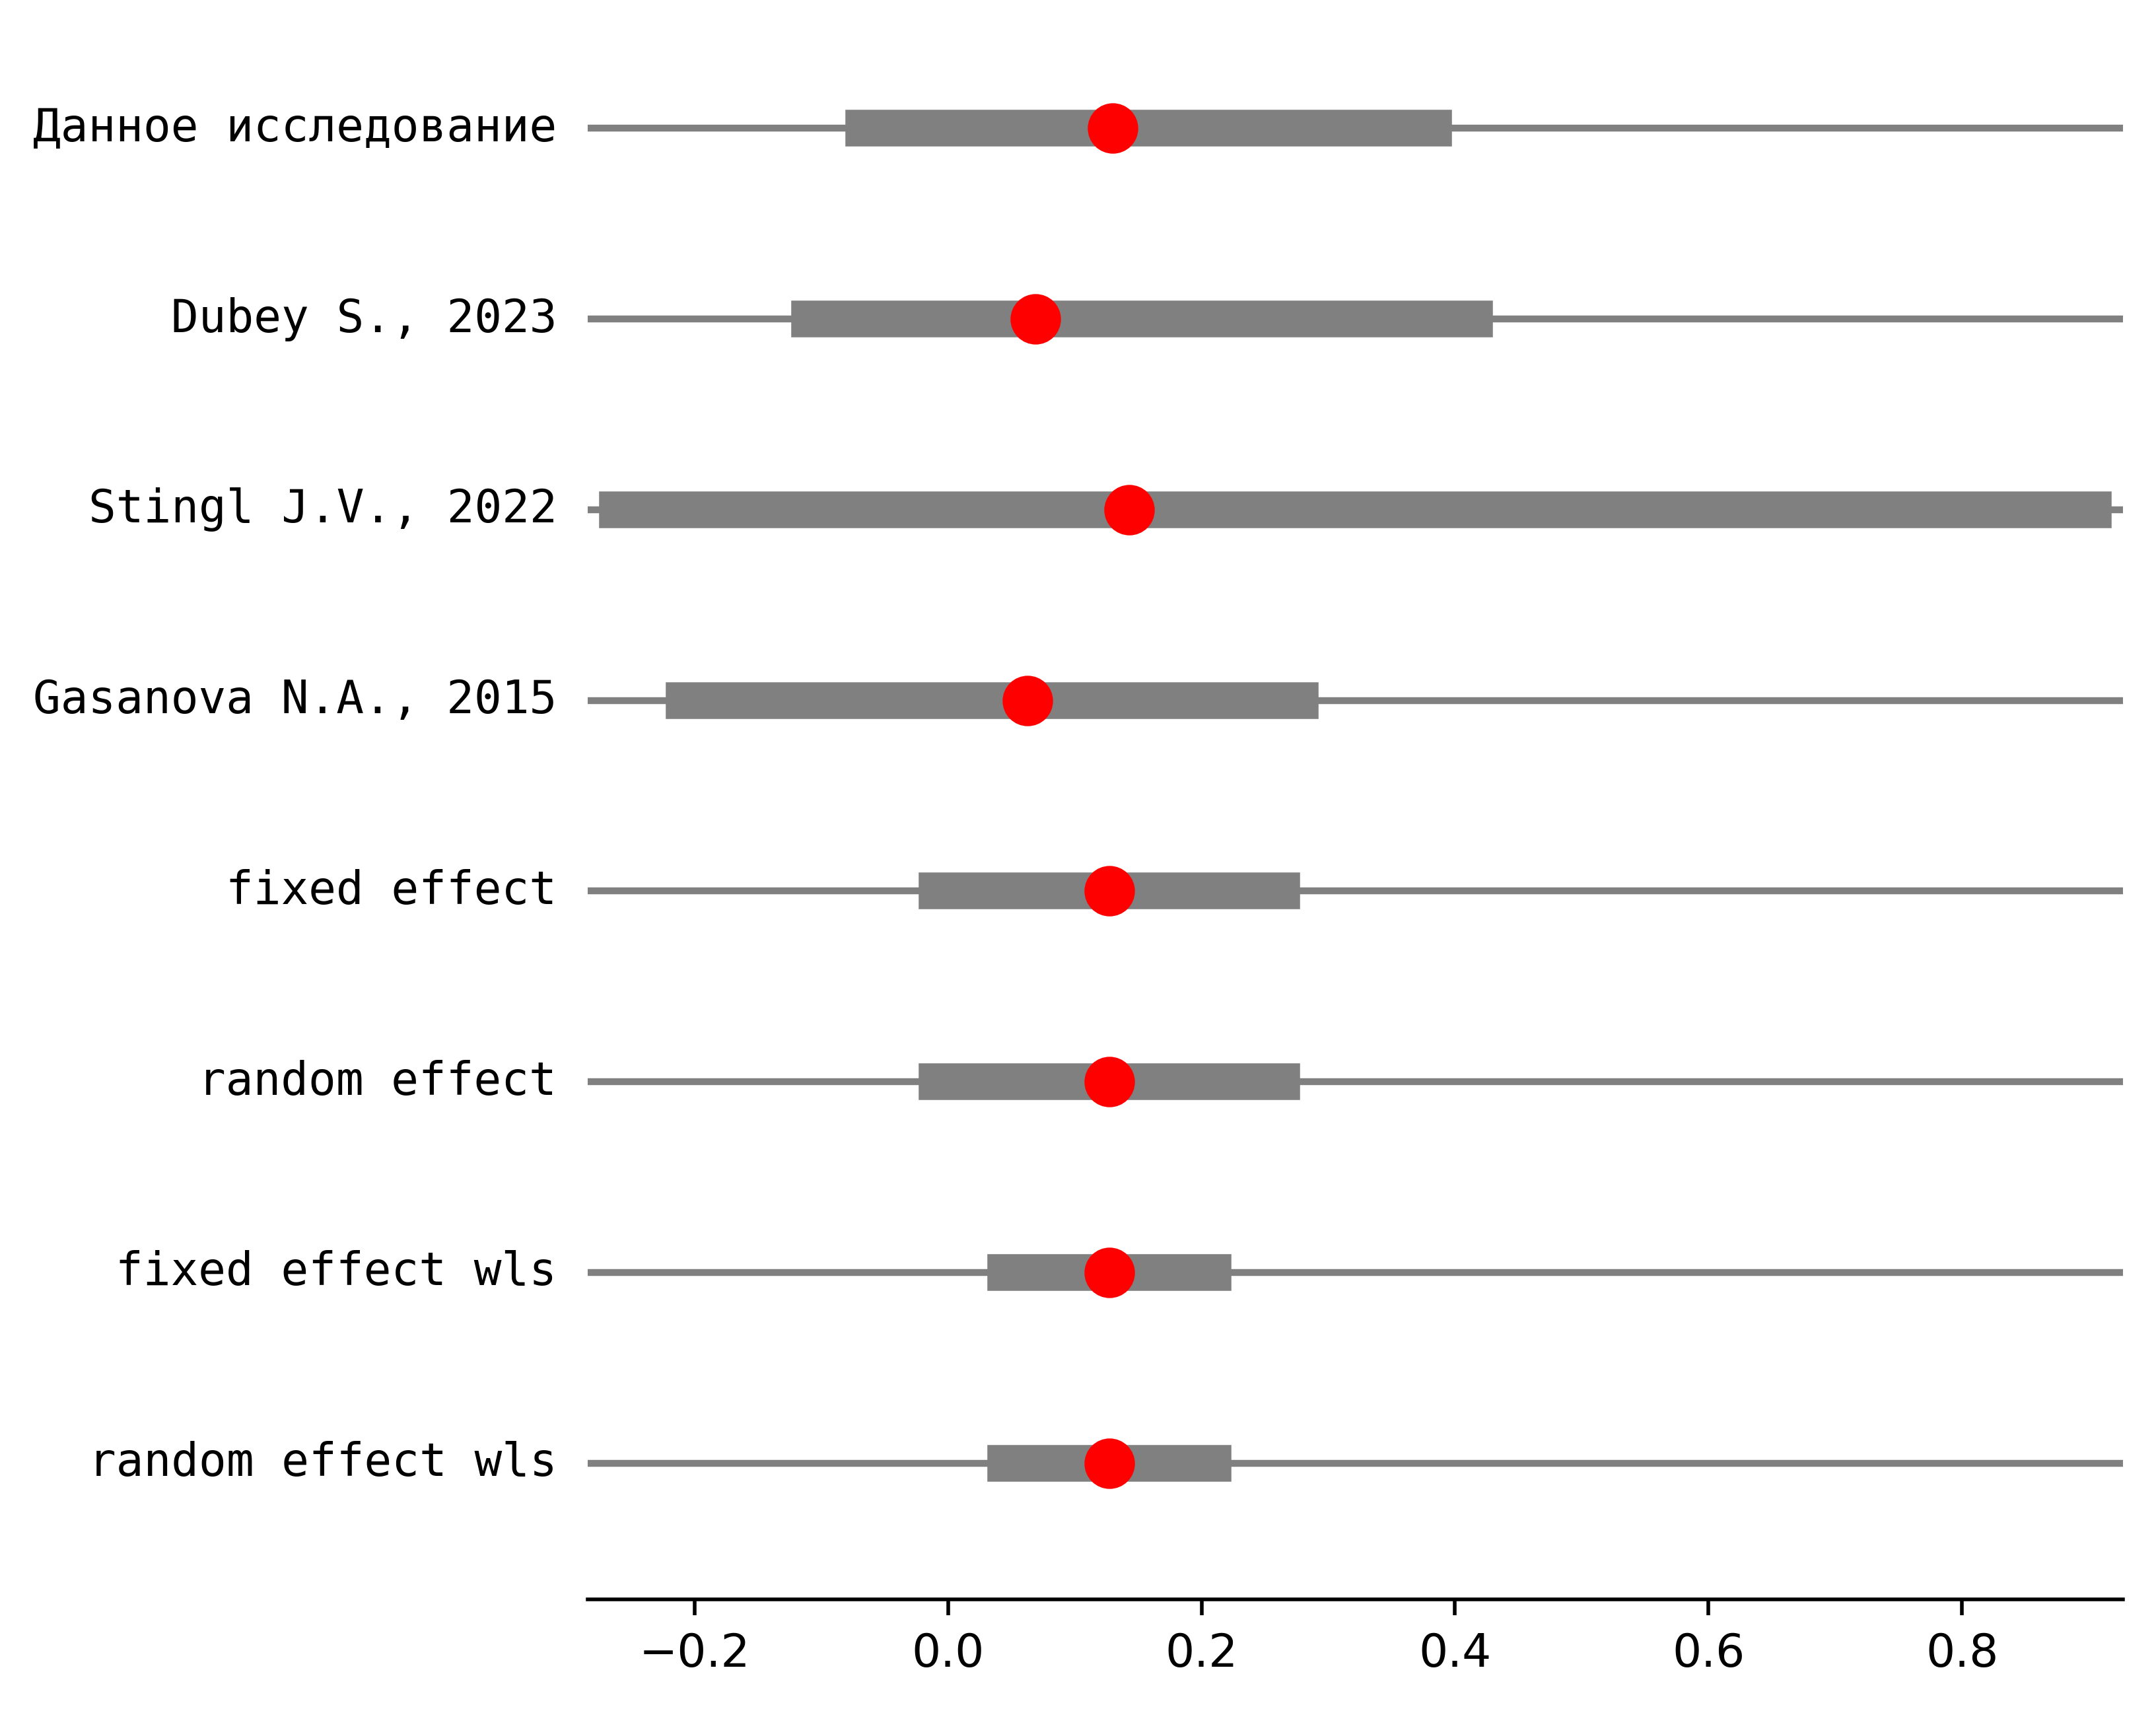 Данное исследование
Dubey S., 2023
Stingl J.V., 2022
Gasanova N.A., 2015
fixed effect
random effect
fixed effect wls
random effect wls
−0.2 0.0 0.2 0.4 0.6 0.8